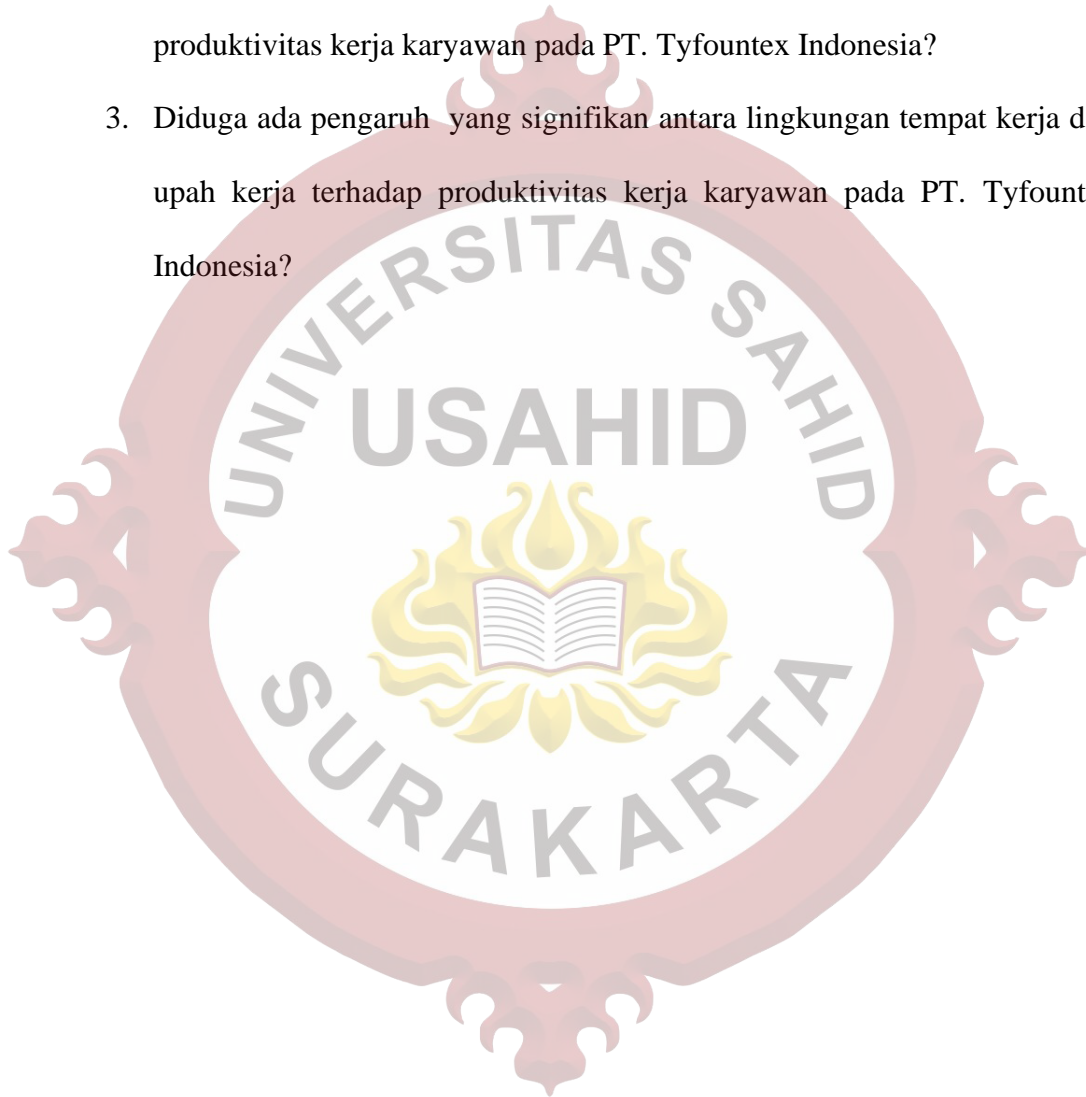 produktivitas kerja karyawan pada PT. Tyfountex Indonesia?
3. Diduga ada pengaruh yang signifikan antara lingkungan tempat kerja d
upah kerja terhadap produktivitas kerja karyawan pada PT. Tyfount
Indonesia?
UNIVERSITAS SAHID
USAHID
SURAKARTA